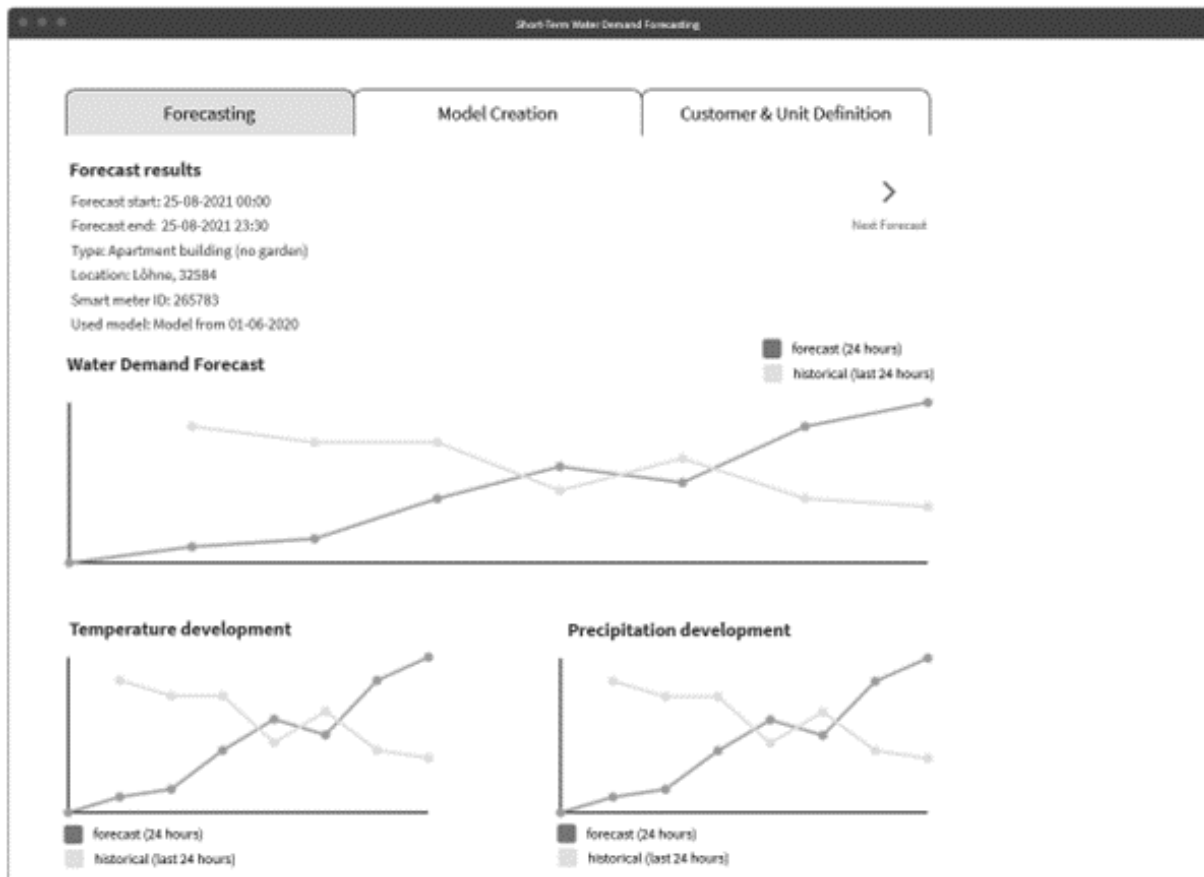 Short-Term Water Demand Forecasting
Forecasting
Model Creation
Customer & Unit Definition
Forecast results
Forecast start: 25-08-2021 00:00
Forecast end: 25-08-2021 23:30
Type: Apartment building (no garden)
Location: Löhne, 32584
Smart meter ID: 265783
Used model: Model from 01-06-2020
Next Forecast
Water Demand Forecast
forecast (24 hours)
historical (last 24 hours)
Temperature development
forecast (24 hours)
historical (last 24 hours)
Precipitation development
forecast (24 hours)
historical (last 24 hours)